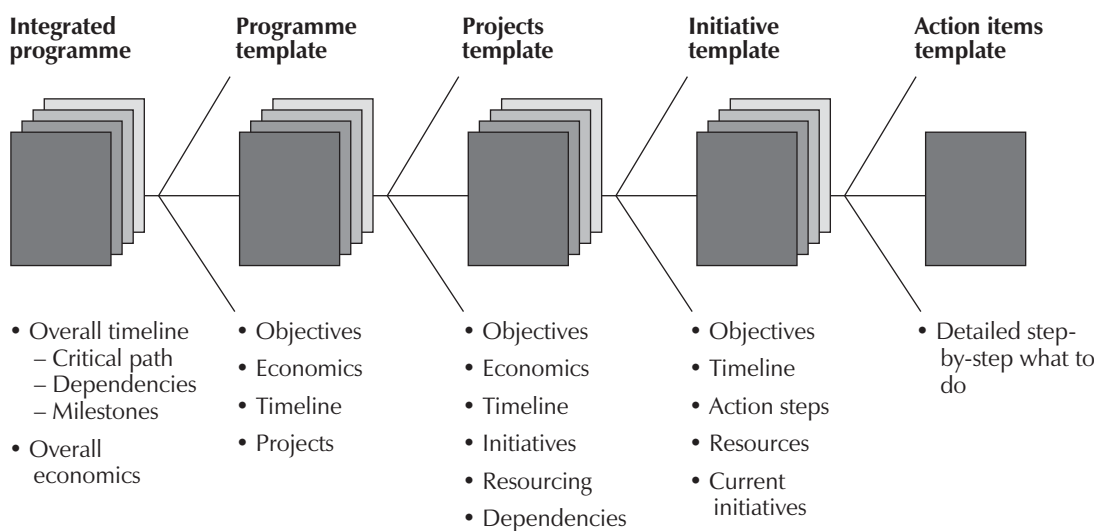 Integrated
programme
Programme
template
Projects
template
Initiative
template
Action items
template
• Overall timeline
– Critical path
– Dependencies
– Milestones
• Overall
economics
• Objectives
• Economics
• Timeline
• Projects
• Objectives
• Economics
• Timeline
• Initiatives
• Resourcing
• Dependencies
• Objectives
• Timeline
• Action steps
• Resources
• Current
initiatives
• Detailed step-
by-step what to
do